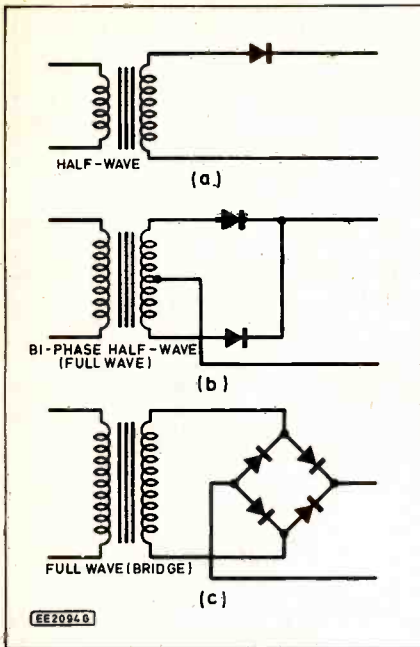 HALF-WAVE
(a.)
BI-PHASE HALF-WAVE
(FULL WAVE)
(b)
FULL WAVE (BRIDGE)
(c)
EE2094G